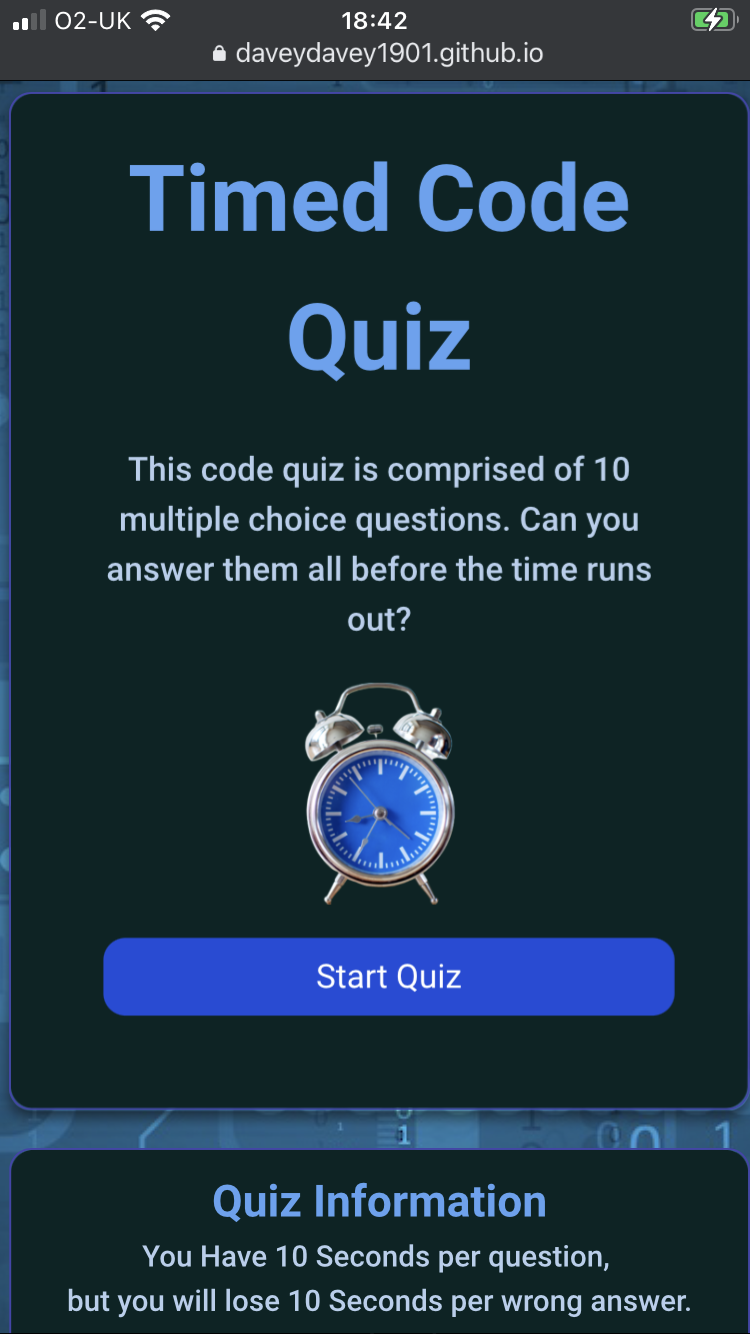 O2-UK 18:42
daveydavey1901.github.io
Timed Code
Quiz
This code quiz is comprised of 10
multiple choice questions. Can you
answer them all before the time runs
out?
Start Quiz
Quiz Information
You Have 10 Seconds per question,
but you will lose 10 Seconds per wrong answer.